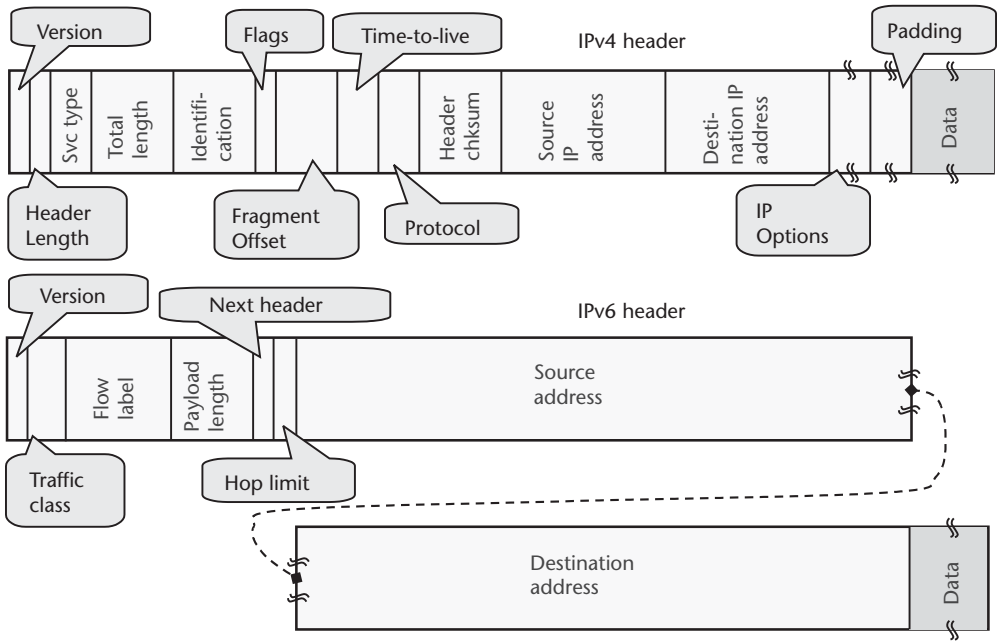 Version
Flags
Time-to-live
IPv4 header
Padding
Svc type
Total
length
Identifi-
cation
Header
chksum
Source
IP
address
Desti-
nation IP
address
Data
Header
Length
Fragment
Offset
Protocol
IP
Options
Version
Next header
IPv6 header
Flow
label
Payload
length
Source
address
Traffic
class
Hop limit
Destination
address
Data